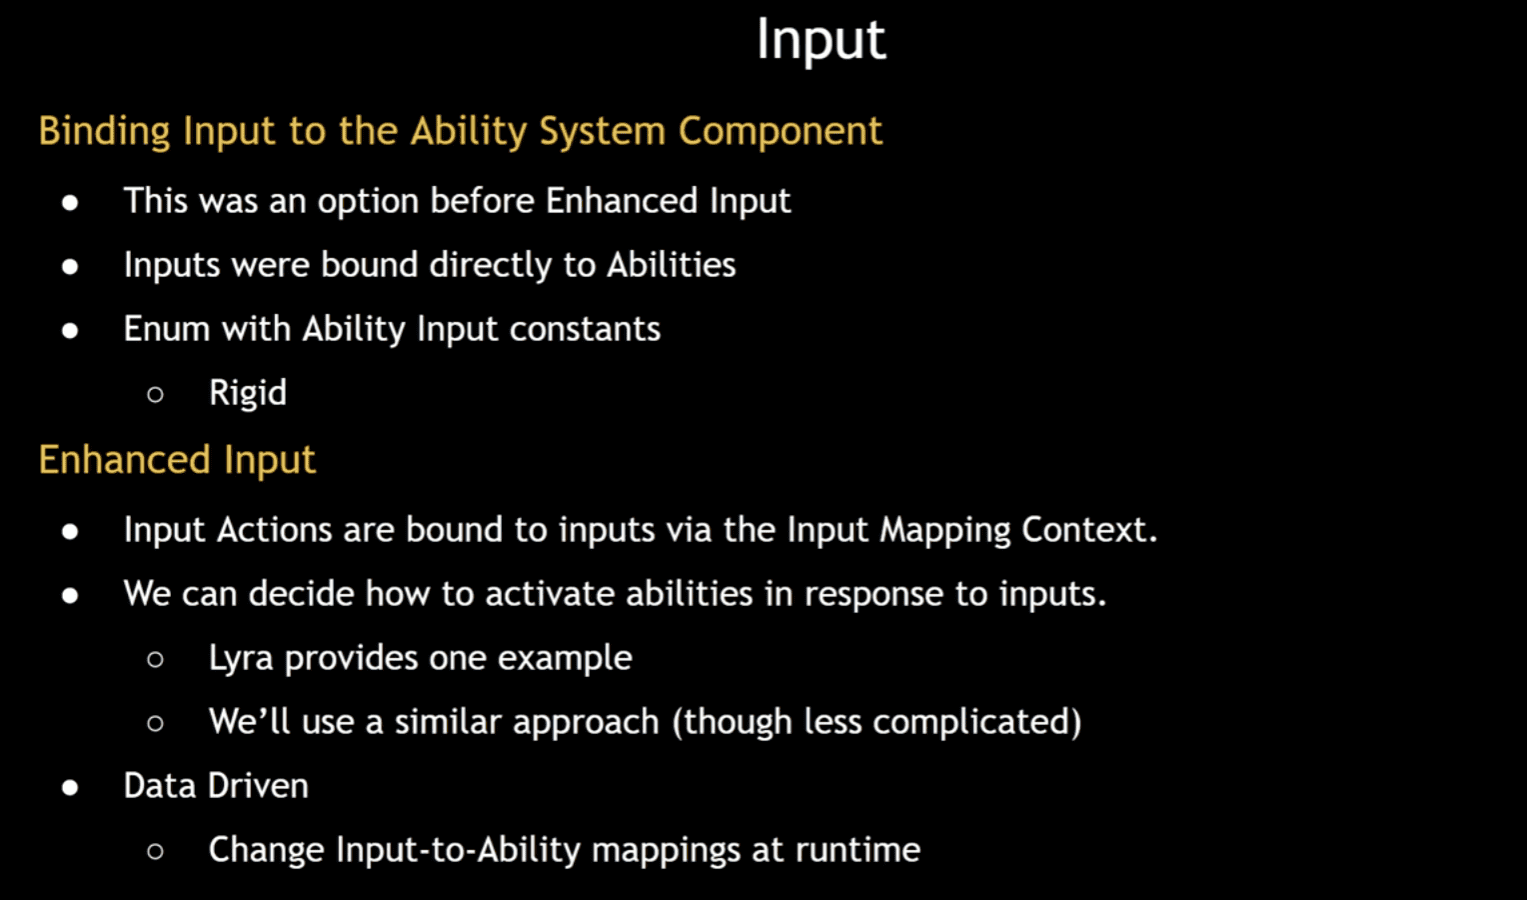 Input
Binding Input to the Ability System Component
● This was an option before Enhanced Input
● Inputs were bound directly to Abilities
● Enum with Ability Input constants
○ Rigid
Enhanced Input
● Input Actions are bound to inputs via the Input Mapping Context.
● We can decide how to activate abilities in response to inputs.
○ Lyra provides one example
○ We’ll use a similar approach (though less complicated)
● Data Driven
○ Change Input-to-Ability mappings at runtime